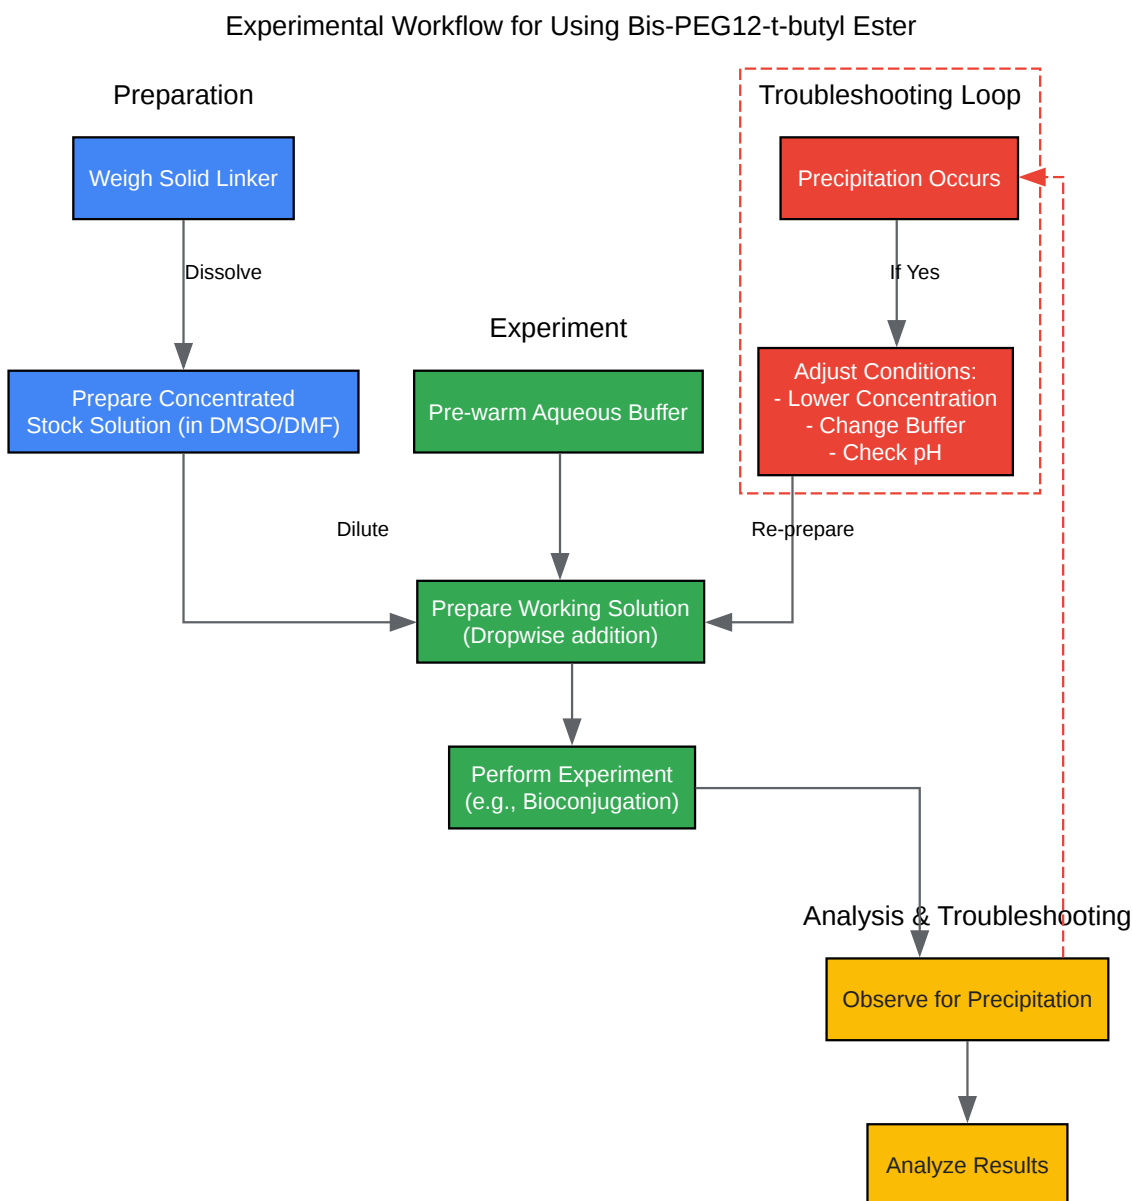 Experimental Workflow for Using Bis-PEG12-t-butyl Ester
Preparation
Weigh Solid Linker
Dissolve
Prepare Concentrated
Stock Solution (in DMSO/DMF)
Dilute
Experiment
Pre-warm Aqueous Buffer
Prepare Working Solution
(Dropwise addition)
Perform Experiment
(e.g., Bioconjugation)
Troubleshooting Loop
Precipitation Occurs
If Yes
Adjust Conditions:
- Lower Concentration
- Change Buffer
- Check pH
Re-prepare
Analysis & Troubleshooting
Observe for Precipitation
Analyze Results